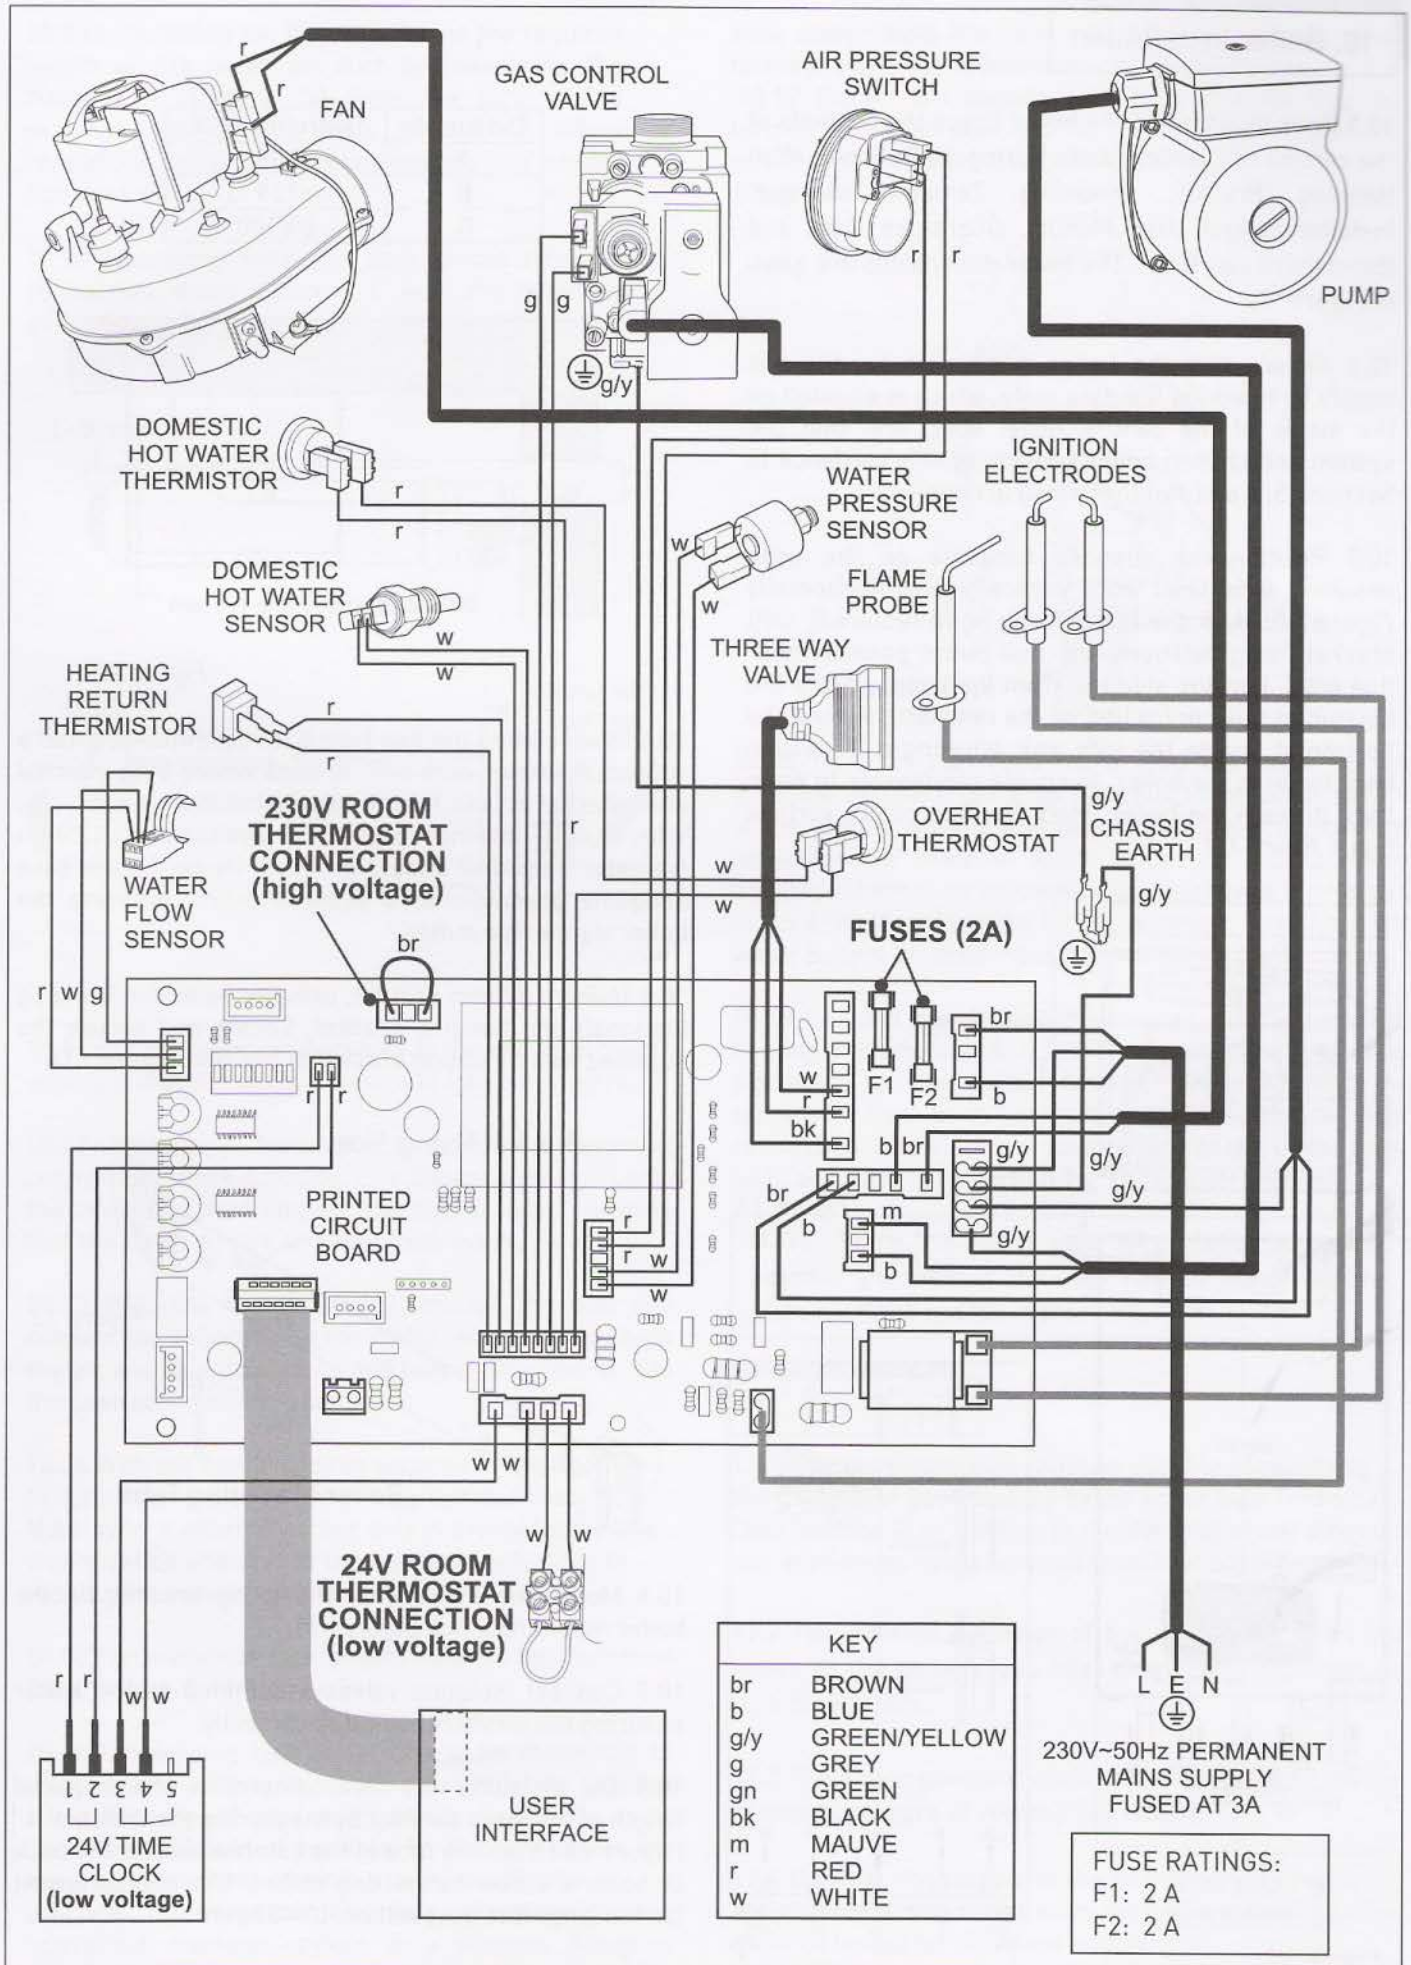 r
r
FAN
GAS CONTROL
VALVE
AIR PRESSURE
SWITCH
PUMP
g g
r r
g/y
DOMESTIC
HOT WATER
THERMISTOR
r
r
WATER
PRESSURE
SENSOR
w
w
IGNITION
ELECTRODES
FLAME
PROBE
DOMESTIC
HOT WATER
SENSOR
w
w
THREE WAY
VALVE
HEATING
RETURN
THERMISTOR
r
r
r
230V ROOM
THERMOSTAT
CONNECTION
(high voltage)
br
OVERHEAT
THERMOSTAT
w
w
g/y
CHASSIS
EARTH
g/y
WATER
FLOW
SENSOR
r w g
FUSES (2A)
F1
F2
br
b
w
r
bk
b br
g/y
g/y
g/y
g/y
br
b
m
b
r r
PRINTED
CIRCUIT
BOARD
r
r
w
w
w w
w w
24V ROOM
THERMOSTAT
CONNECTION
(low voltage)
r r w w
1 2 3 4 5
24V TIME
CLOCK
(low voltage)
USER
INTERFACE
KEY
br BROWN
b BLUE
g/y GREEN/YELLOW
g GREY
gn GREEN
bk BLACK
m MAUVE
r RED
w WHITE
L E N
230V~50Hz PERMANENT
MAINS SUPPLY
FUSED AT 3A
FUSE RATINGS:
F1: 2 A
F2: 2 A